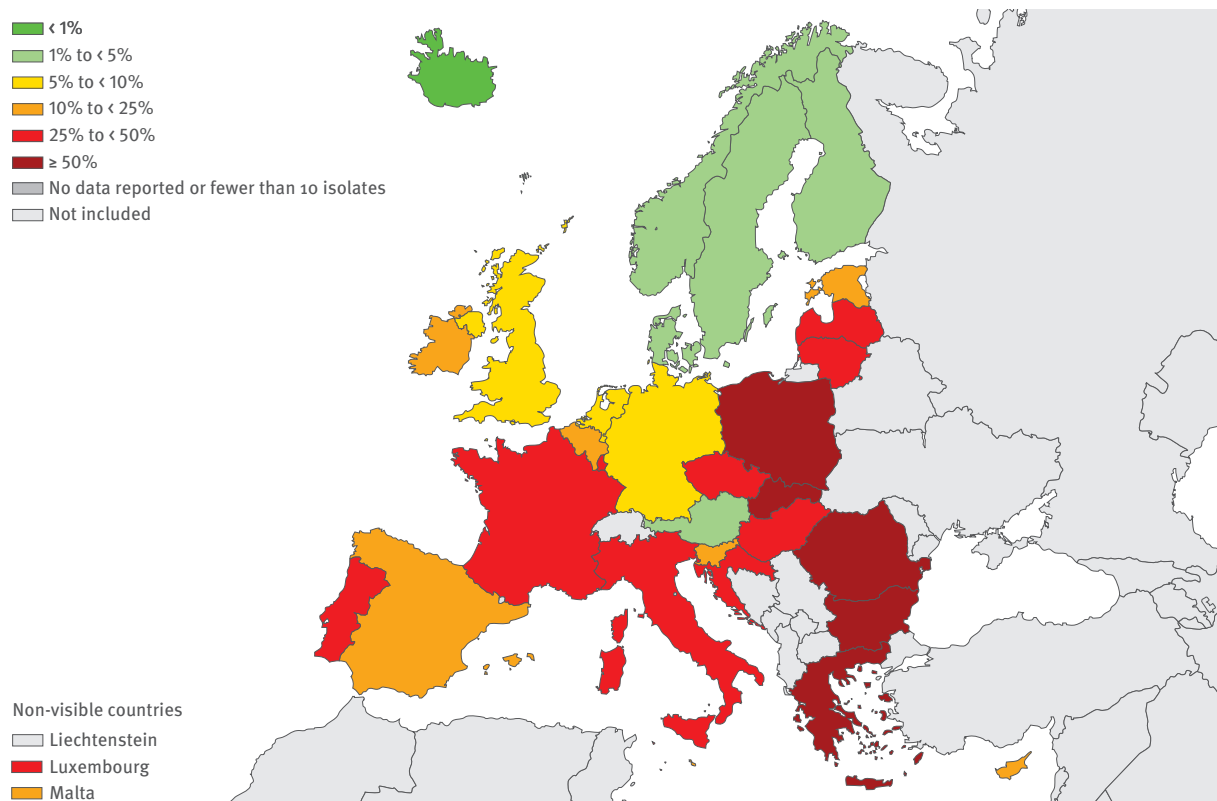 < 1%
1% to < 5%
5% to < 10%
10% to < 25%
25% to < 50%
≥ 50%
No data reported or fewer than 10 isolates
Not included
Non-visible countries
Liechtenstein
Luxembourg
Malta